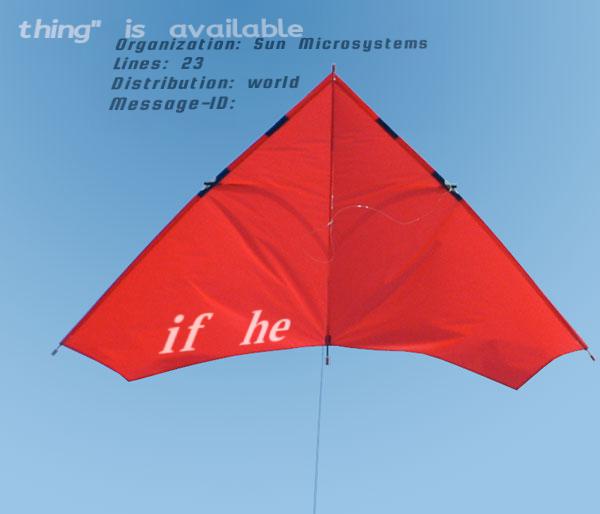 thing" is available
Organization: Sun Microsystems
Lines: 23
Distribution: world
Message-ID:
if he